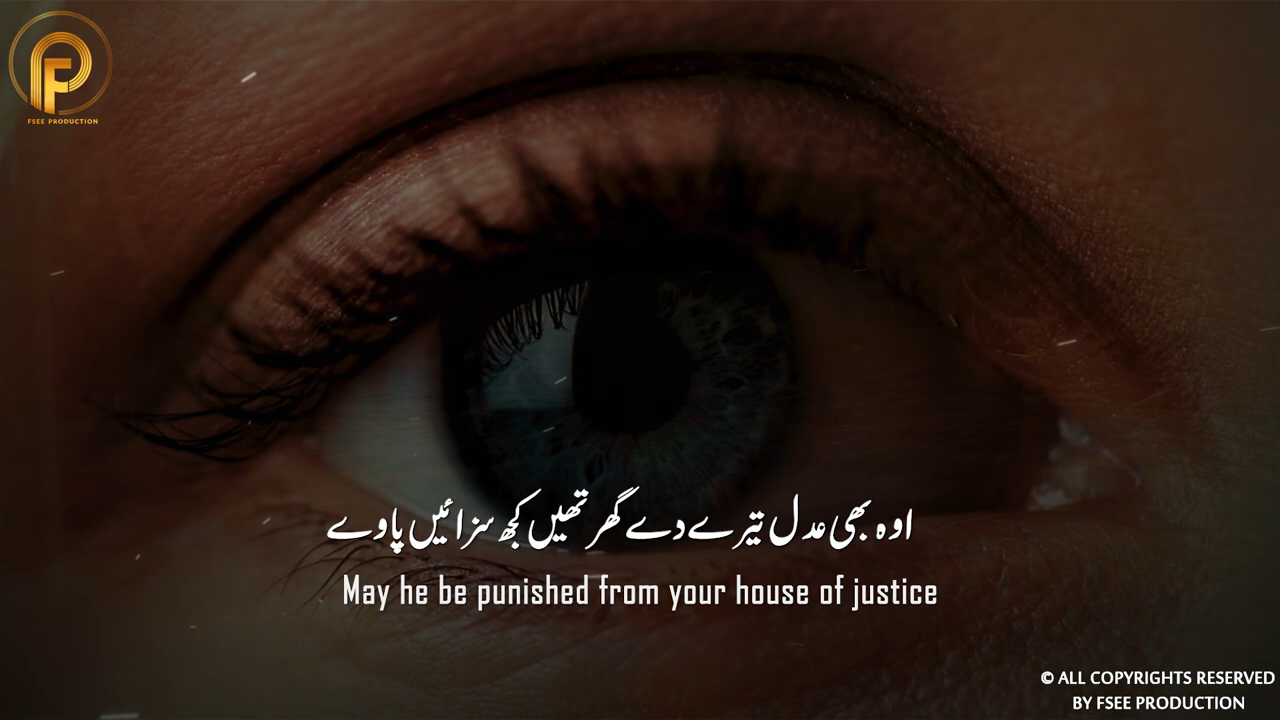 FSEE PRODUCTION
اوہ بھی عدل تیرے دے گھر تھیں کجھ سزائیں پاوے
May he be punished from your house of justice
© ALL COPYRIGHTS RESERVED
BY FSEE PRODUCTION